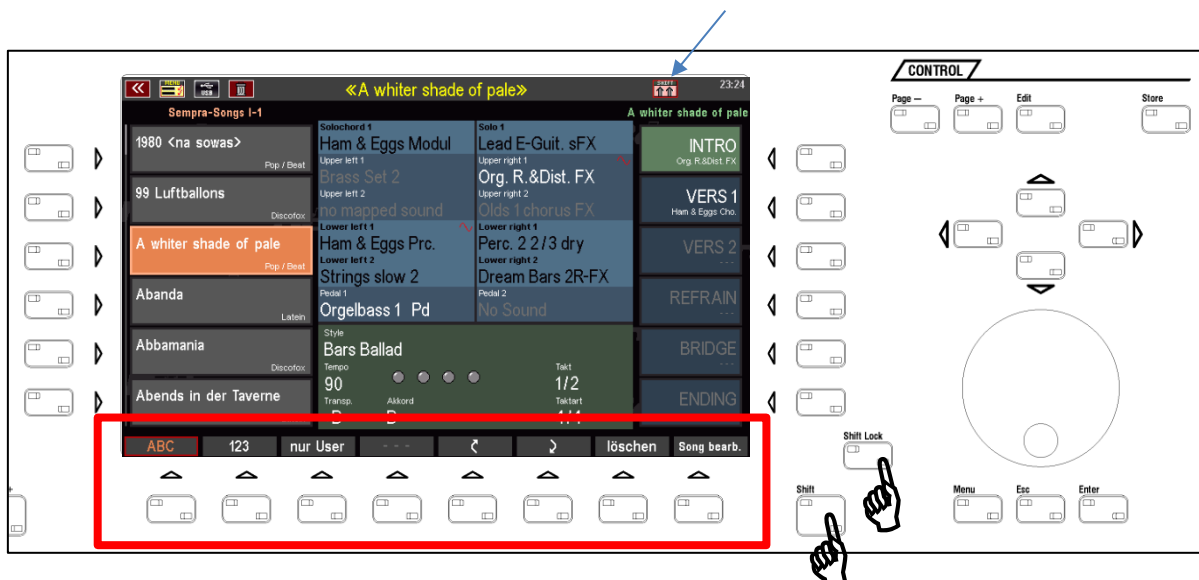 CONTROL
Page — Page + Edit Store
MENU USB «A whiter shade of pale» SHIFT 23:24
Sempra-Songs I-1 A whiter shade of pale
1980 <na sowas>
Pop / Beat
99 Luftballons
Discofox
A whiter shade of pale
Pop / Beat
Abanda
Latein
Abbamania
Discofox
Abends in der Taverne
Solochord 1
Ham & Eggs Modul
Upper left 1
Brass Set 2
Upper left 2
no mapped sound
Lower left 1
Ham & Eggs Prc.
Lower left 2
Strings slow 2
Pedal 1
Orgelbass 1 Pd
Solo 1
Lead E-Guit. sFX
Upper right 1
Org. R.&Dist. FX
Upper right 2
Olds 1 chorus FX
Lower right 1
Perc. 2 2/3 dry
Lower right 2
Dream Bars 2R-FX
Pedal 2
No Sound
Style
Bars Ballad
Tempo Takt
90 1/2
Transp. Akkord Taktart
INTRO
Org. R.&Dist. FX
VERS 1
Ham & Eggs Cho.
VERS 2
---
REFRAIN
---
BRIDGE
---
ENDING
ABC 123 nur User --- löschen Song bearb.
Shift Lock
Shift
Menu Esc Enter
+